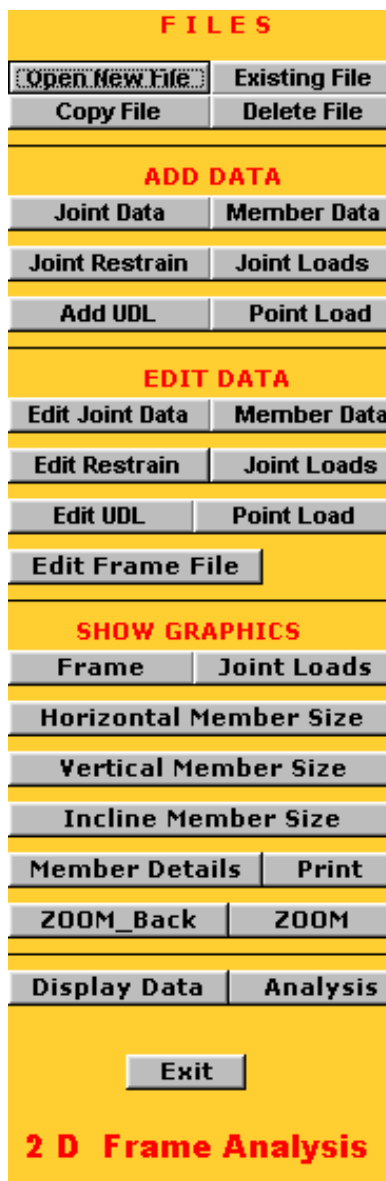 F I L E S
Open New File Existing File
Copy File Delete File
ADD DATA
Joint Data Member Data
Joint Restrain Joint Loads
Add UDL Point Load
EDIT DATA
Edit Joint Data Member Data
Edit Restrain Joint Loads
Edit UDL Point Load
Edit Frame File
SHOW GRAPHICS
Frame Joint Loads
Horizontal Member Size
Vertical Member Size
Incline Member Size
Member Details Print
ZOOM_Back ZOOM
Display Data Analysis
Exit
2 D Frame Analysis